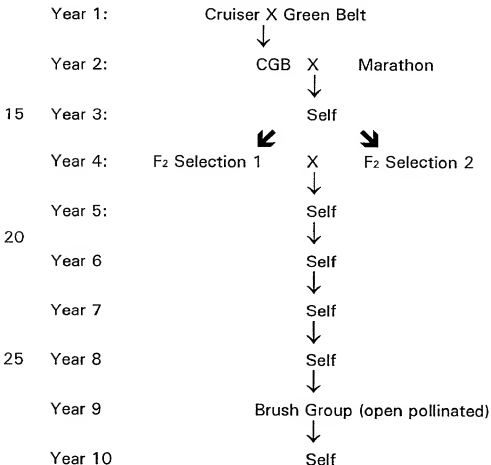 Year 1: Cruiser X Green Belt
Year 2: CGB X Marathon
15 Year 3: Self
Year 4: F₂ Selection 1 X F₂ Selection 2
Year 5: Self
20
Year 6 Self
Year 7 Self
25 Year 8 Self
Year 9 Brush Group (open pollinated)
Year 10 Self